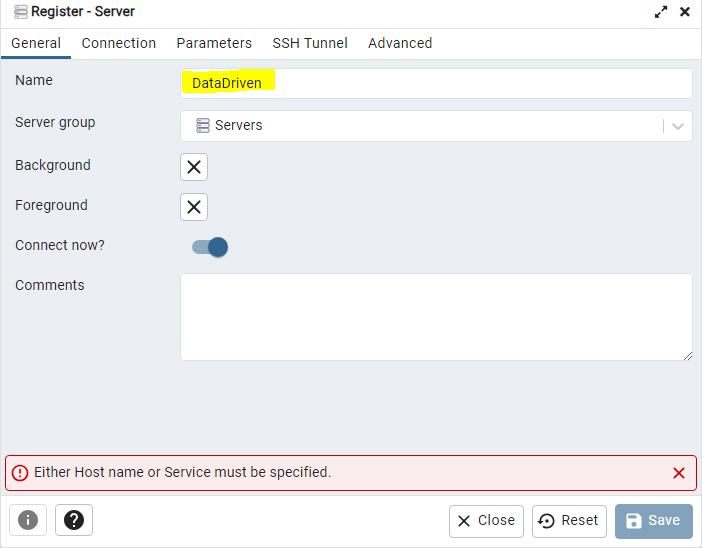 Register - Server
General Connection Parameters SSH Tunnel Advanced
Name DataDriven
Server group Servers
Background
Foreground
Connect now?
Comments
Either Host name or Service must be specified.
Close Reset Save